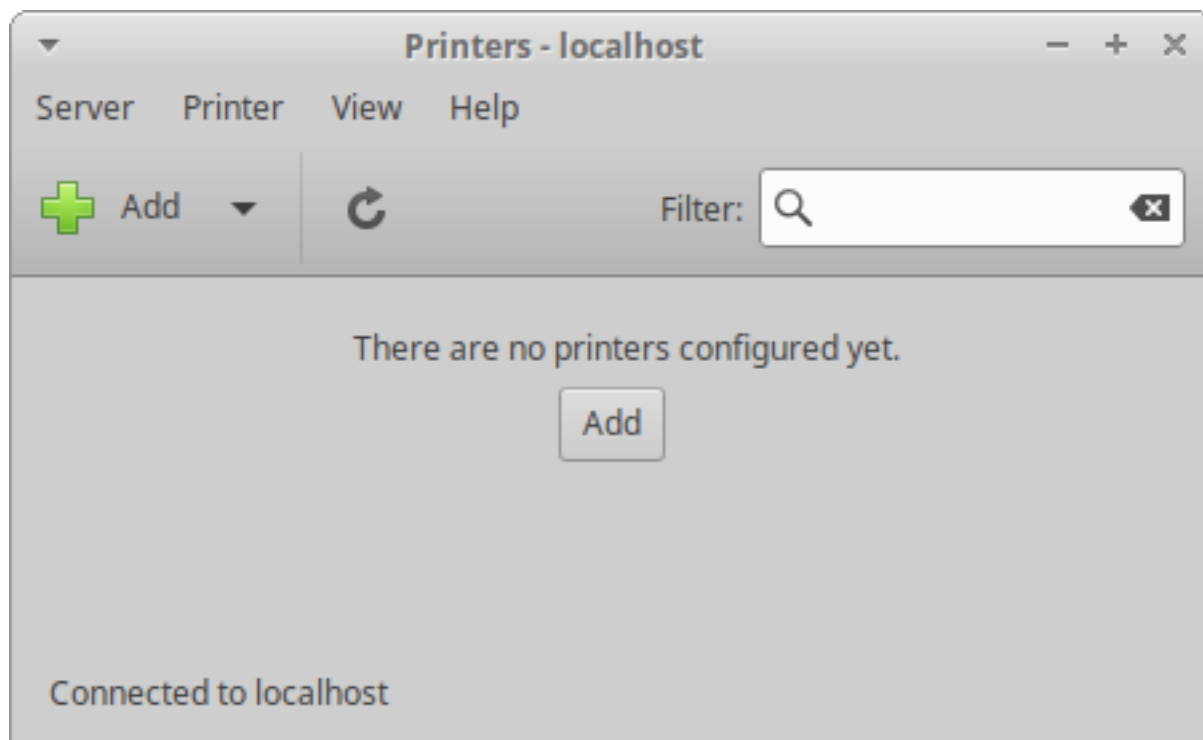 Printers - localhost
Server Printer View Help
Add Filter:
There are no printers configured yet.
Add
Connected to localhost